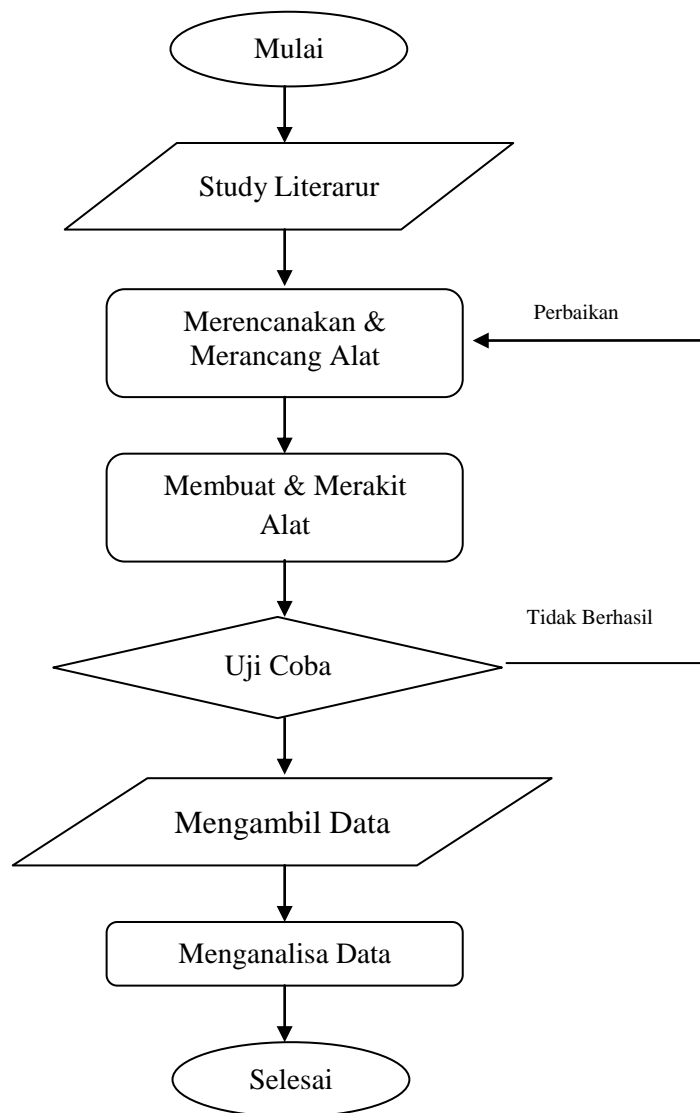 Mulai
Study Literarur
Merencanakan &
Merancang Alat
Perbaikan
Membuat & Merakit
Alat
Tidak Berhasil
Uji Coba
Mengambil Data
Menganalisa Data
Selesai